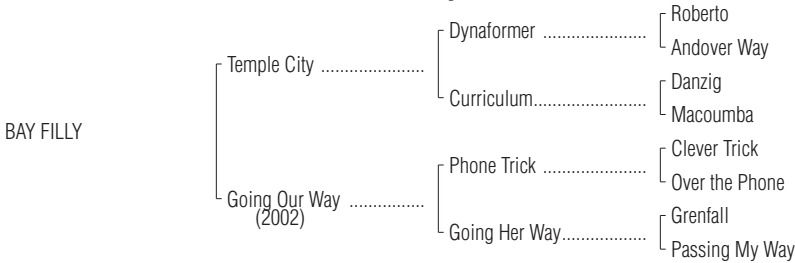 Roberto
Dynaformer ......................
Andover Way
Temple City ......................
Danzig
Curriculum........................
Macoumba
BAY FILLY
Clever Trick
Phone Trick ......................
Over the Phone
Going Our Way ................
(2002)
Grenfall
Going Her Way..................
Passing My Way